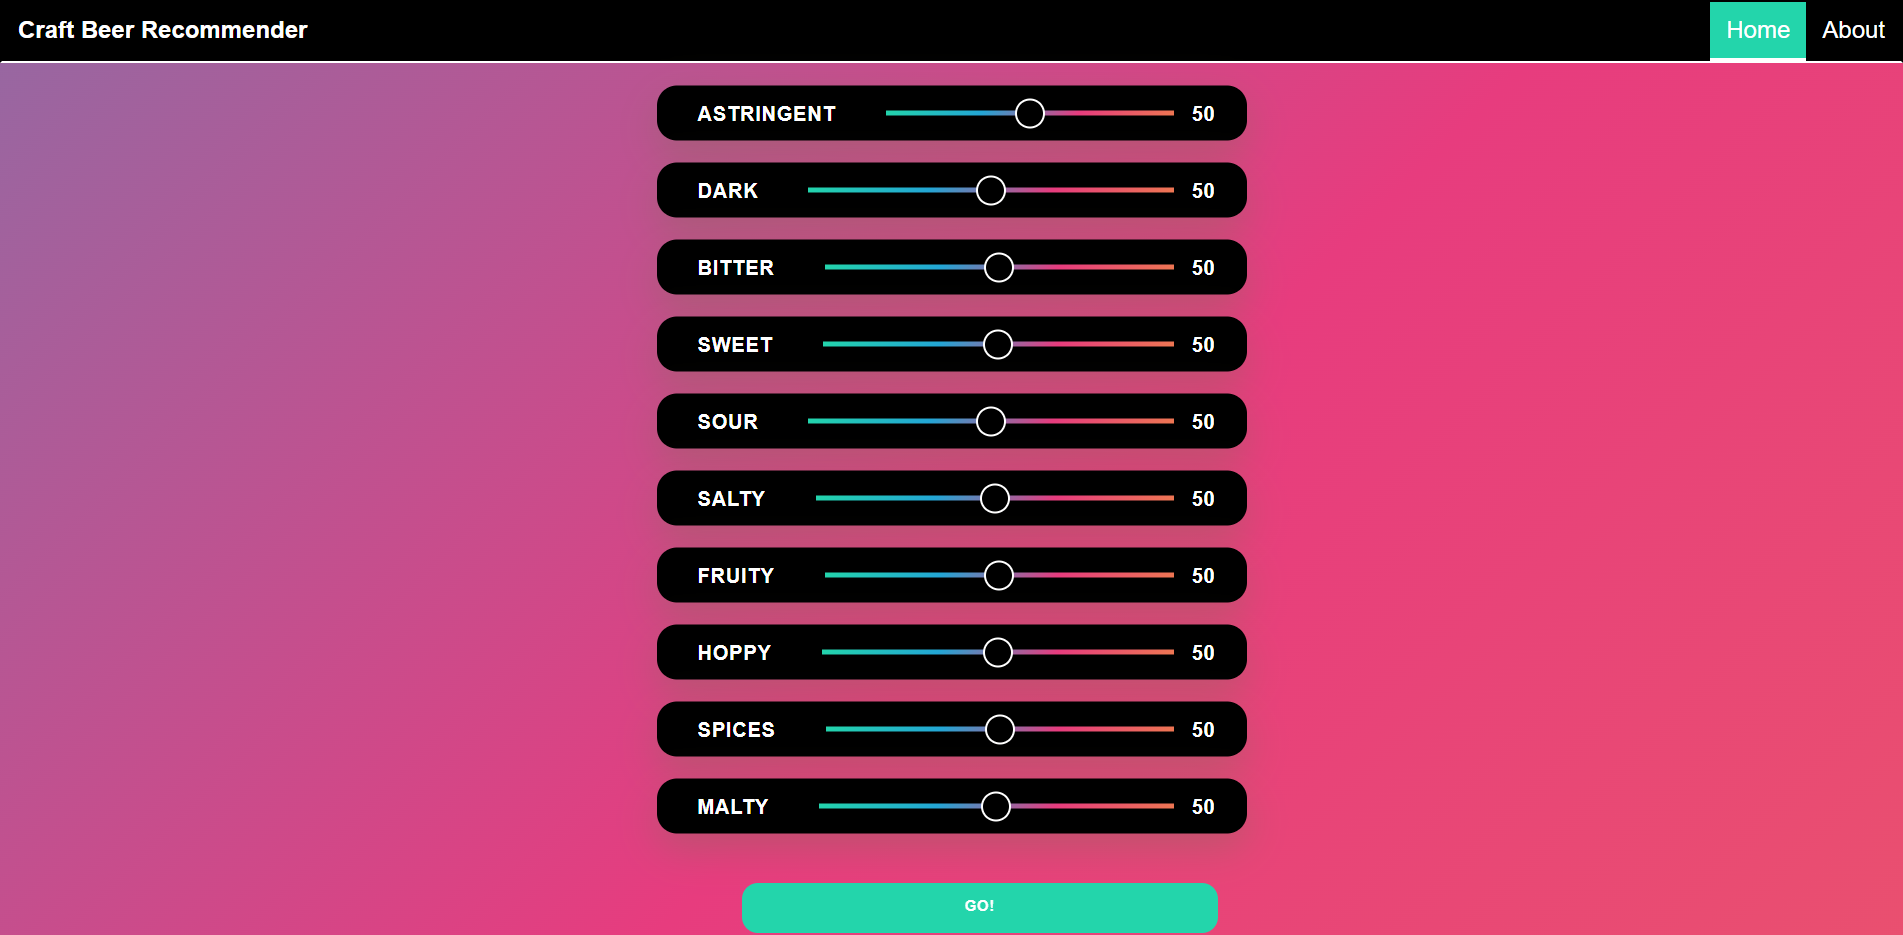 Craft Beer Recommender Home About
ASTRINGENT 50
DARK 50
BITTER 50
SWEET 50
SOUR 50
SALTY 50
FRUITY 50
HOPPY 50
SPICES 50
MALTY 50
GO!